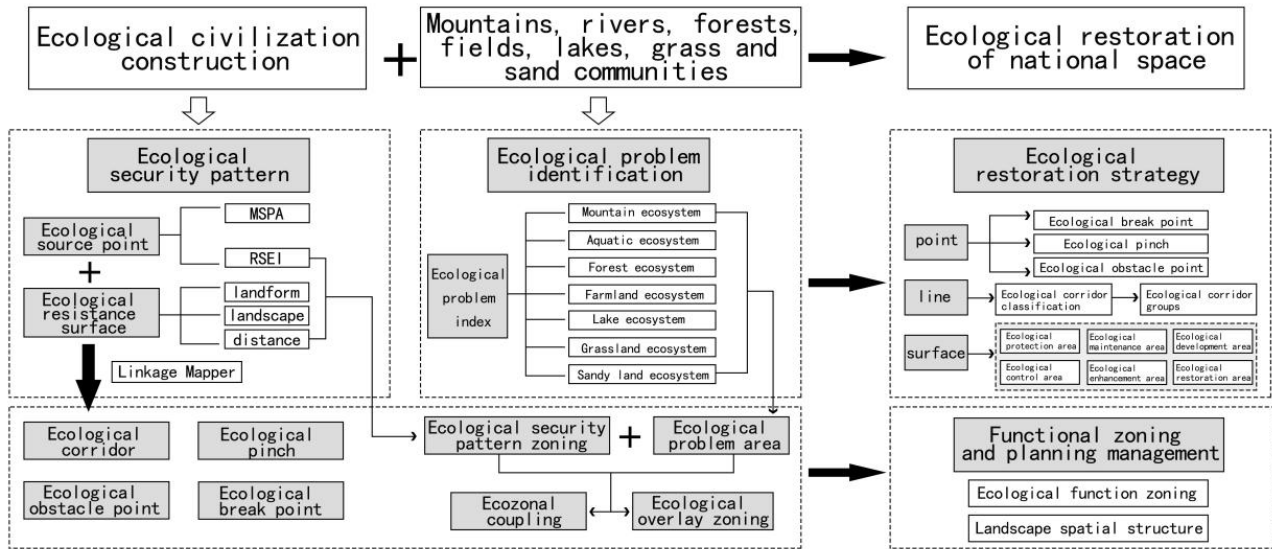 Ecological civilization
construction
+
Mountains, rivers, forests,
fields, lakes, grass and
sand communities
Ecological restoration
of national space
Ecological
security pattern
Ecological
source point
MSPA
RSEI
+
Ecological
resistance
surface
landform
landscape
distance
Linkage Mapper
Ecological problem
identification
Ecological
problem
index
Mountain ecosystem
Aquatic ecosystem
Forest ecosystem
Farmland ecosystem
Lake ecosystem
Grassland ecosystem
Sandy land ecosystem
Ecological
restoration strategy
point
Ecological break point
Ecological pinch
Ecological obstacle point
line
Ecological corridor
classification
Ecological corridor
groups
surface
Ecological
protection area
Ecological
maintenance area
Ecological
development area
Ecological
control area
Ecological
enhancement area
Ecological
restoration area
Ecological
corridor
Ecological
pinch
Ecological
obstacle point
Ecological
break point
Ecological security
pattern zoning
+
Ecological
problem area
Ecozonal
coupling
Ecological
overlay zoning
Functional zoning
and planning management
Ecological function zoning
Landscape spatial structure